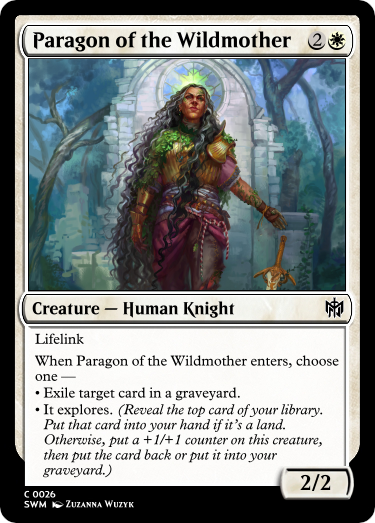 Paragon of the Wildmother 2
Creature — Human Knight
Lifelink
When Paragon of the Wildmother enters, choose
one —
• Exile target card in a graveyard.
• It explores. (Reveal the top card of your library.
Put that card into your hand if it's a land.
Otherwise, put a +1/+1 counter on this creature,
then put the card back or put it into your
graveyard.)
2/2
C 0026
SWM Zuzanna Wuzyk